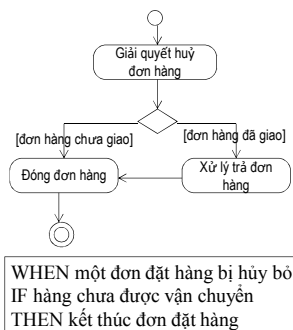 Giải quyết huỷ
đơn hàng
[đơn hàng chưa giao]
[đơn hàng đã giao]
Đóng đơn hàng
Xử lý trả đơn
hàng
WHEN một đơn đặt hàng bị hủy bỏ
IF hàng chưa được vận chuyển
THEN kết thúc đơn đặt hàng